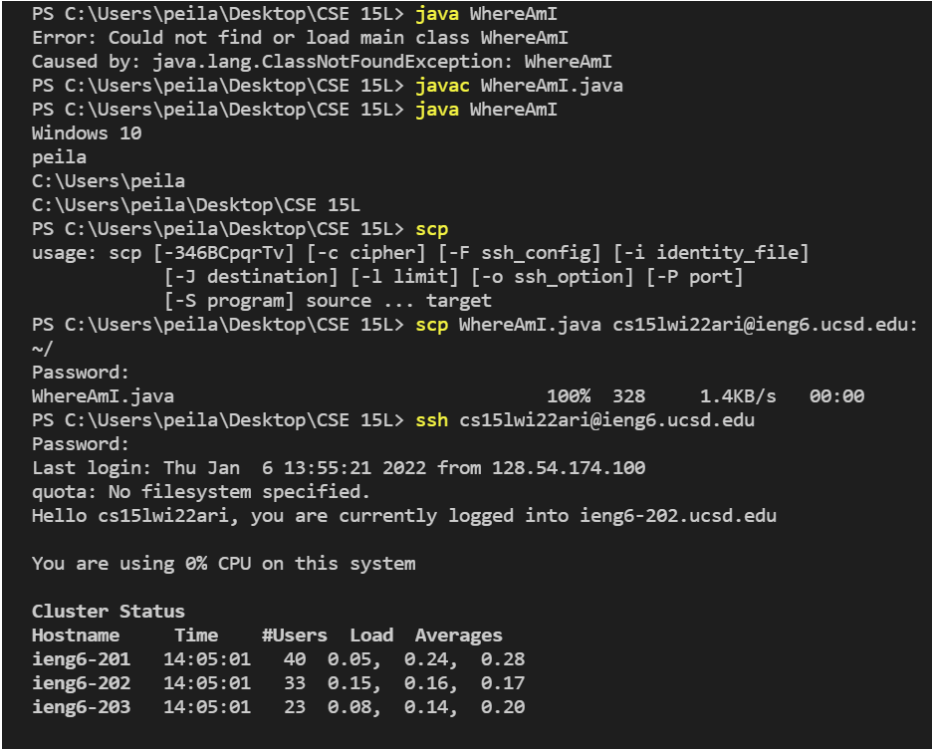 PS C:\Users\peila\Desktop\CSE 15L> java WhereAmI
Error: Could not find or load main class WhereAmI
Caused by: java.lang.ClassNotFoundException: WhereAmI
PS C:\Users\peila\Desktop\CSE 15L> javac WhereAmI.java
PS C:\Users\peila\Desktop\CSE 15L> java WhereAmI
Windows 10
peila
C:\Users\peila
C:\Users\peila\Desktop\CSE 15L
PS C:\Users\peila\Desktop\CSE 15L> scp
usage: scp [-346BCpqrTv] [-c cipher] [-F ssh_config] [-i identity_file]
            [-J destination] [-l limit] [-o ssh_option] [-P port]
            [-S program] source ... target
PS C:\Users\peila\Desktop\CSE 15L> scp WhereAmI.java cs15lwi22ari@ieng6.ucsd.edu:
~/
Password:
WhereAmI.java                                  100%  328     1.4KB/s   00:00
PS C:\Users\peila\Desktop\CSE 15L> ssh cs15lwi22ari@ieng6.ucsd.edu
Password:
Last login: Thu Jan  6 13:55:21 2022 from 128.54.174.100
quota: No filesystem specified.
Hello cs15lwi22ari, you are currently logged into ieng6-202.ucsd.edu

You are using 0% CPU on this system

Cluster Status
Hostname     Time    #Users  Load  Averages
ieng6-201   14:05:01   40  0.05,  0.24,  0.28
ieng6-202   14:05:01   33  0.15,  0.16,  0.17
ieng6-203   14:05:01   23  0.08,  0.14,  0.20